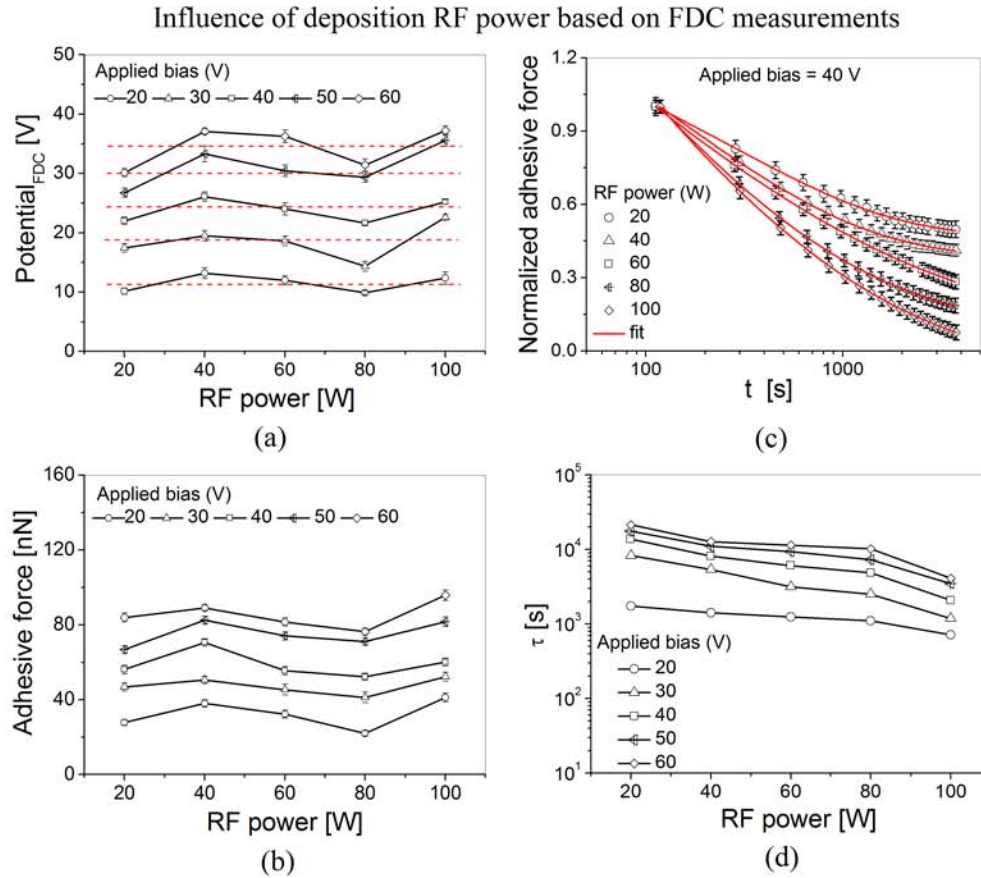 Influence of deposition RF power based on FDC measurements
50
40
30
20
10
0
Potential_FDC [V]
Applied bias (V)
20 30 40 50 60
20 40 60 80 100
RF power [W]
(a)
1.2
0.9
0.6
0.3
0.0
Normalized adhesive force
Applied bias = 40 V
RF power (W)
20
40
60
80
100
fit
100 1000
t [s]
(c)
160
120
80
40
0
Adhesive force [nN]
Applied bias (V)
20 30 40 50 60
20 40 60 80 100
RF power [W]
(b)
10^5
10^4
10^3
10^2
10^1
τ [s]
Applied bias (V)
20
30
40
50
60
20 40 60 80 100
RF power [W]
(d)